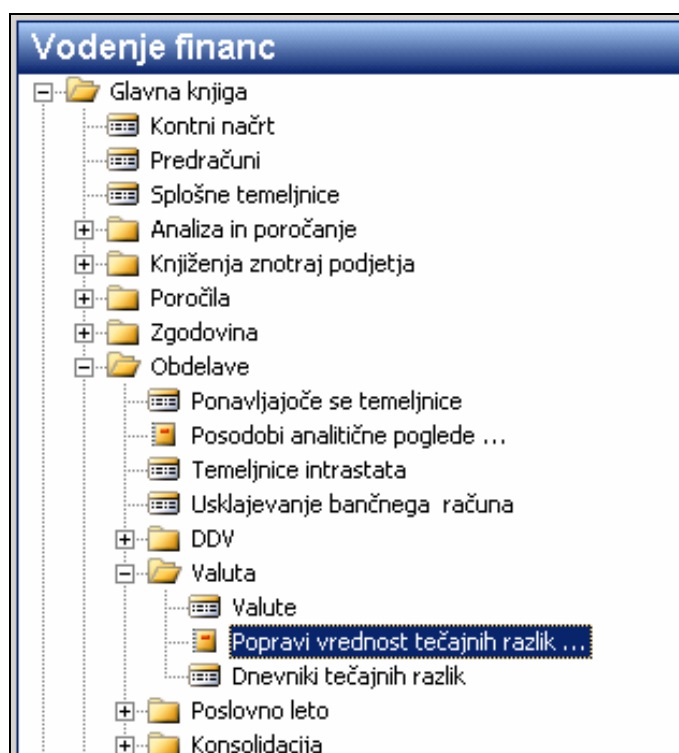 Vodenje financ
Glavna knjiga
Kontni načrt
Predračuni
Splošne temeljnice
Analiza in poročanje
Knjiženja znotraj podjetja
Poročila
Zgodovina
Obdelave
Ponavljajoče se temeljnice
Posodobi analitične poglede ...
Temeljnice intrastata
Usklajevanje bančnega računa
DDV
Valuta
Valute
Popravi vrednost tečajnih razlik ...
Dnevniki tečajnih razlik
Poslovno leto
Konsolidacija